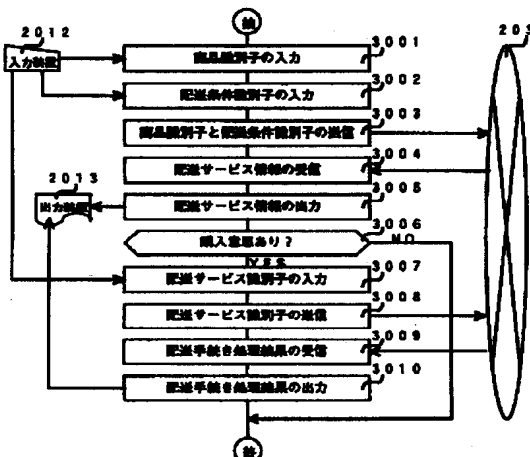 始
2012
入力装置
3001
商品識別子の入力
203
3002
配送条件識別子の入力
3003
商品識別子と配送条件識別子の送信
3004
配送サービス情報の受信
2013
出力装置
3005
配送サービス情報の出力
3006
購入意思あり?
NO
YES
3007
配送サービス識別子の入力
3008
配送サービス識別子の送信
3009
配送手続き処理結果の受信
3010
配送手続き処理結果の出力
終